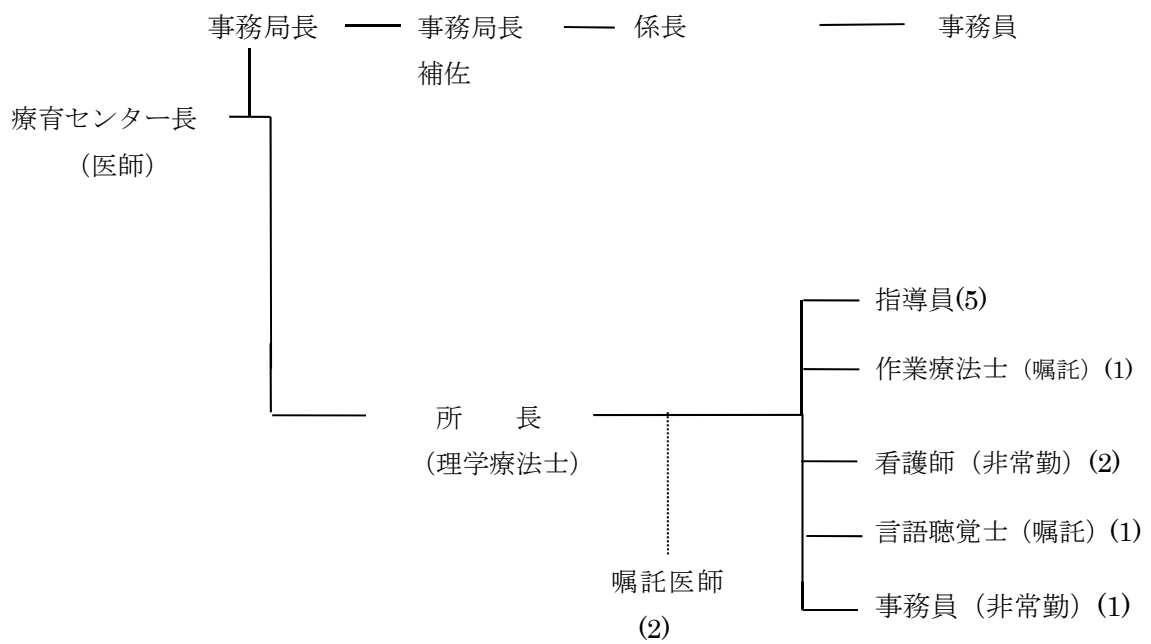 事務局長 事務局長 係長 事務員
補佐
療育センター長
（医師）
指導員(5)
作業療法士（嘱託）(1)
所　長
（理学療法士）
看護師（非常勤）(2)
言語聴覚士（嘱託）(1)
嘱託医師
(2)
事務員（非常勤）(1)